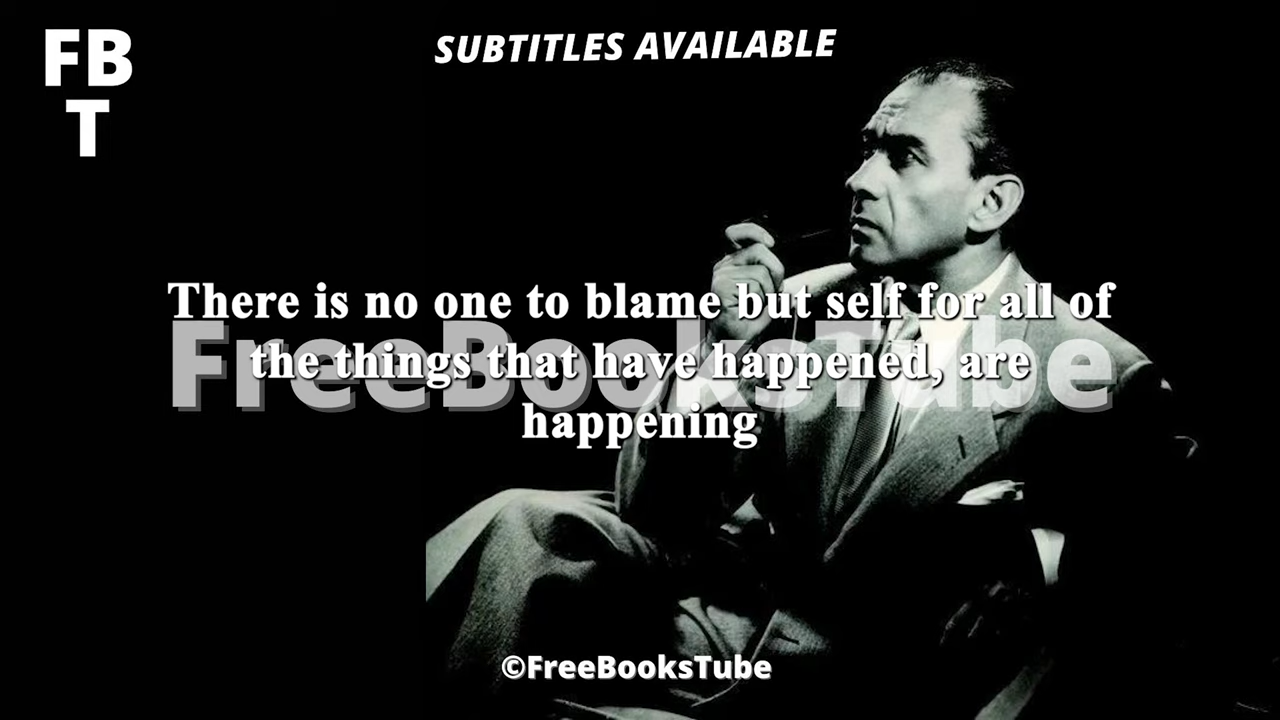 FB
T
SUBTITLES AVAILABLE
There is no one to blame but self for all of
the things that have happened, are
happening
FreeBooksTube
©FreeBooksTube